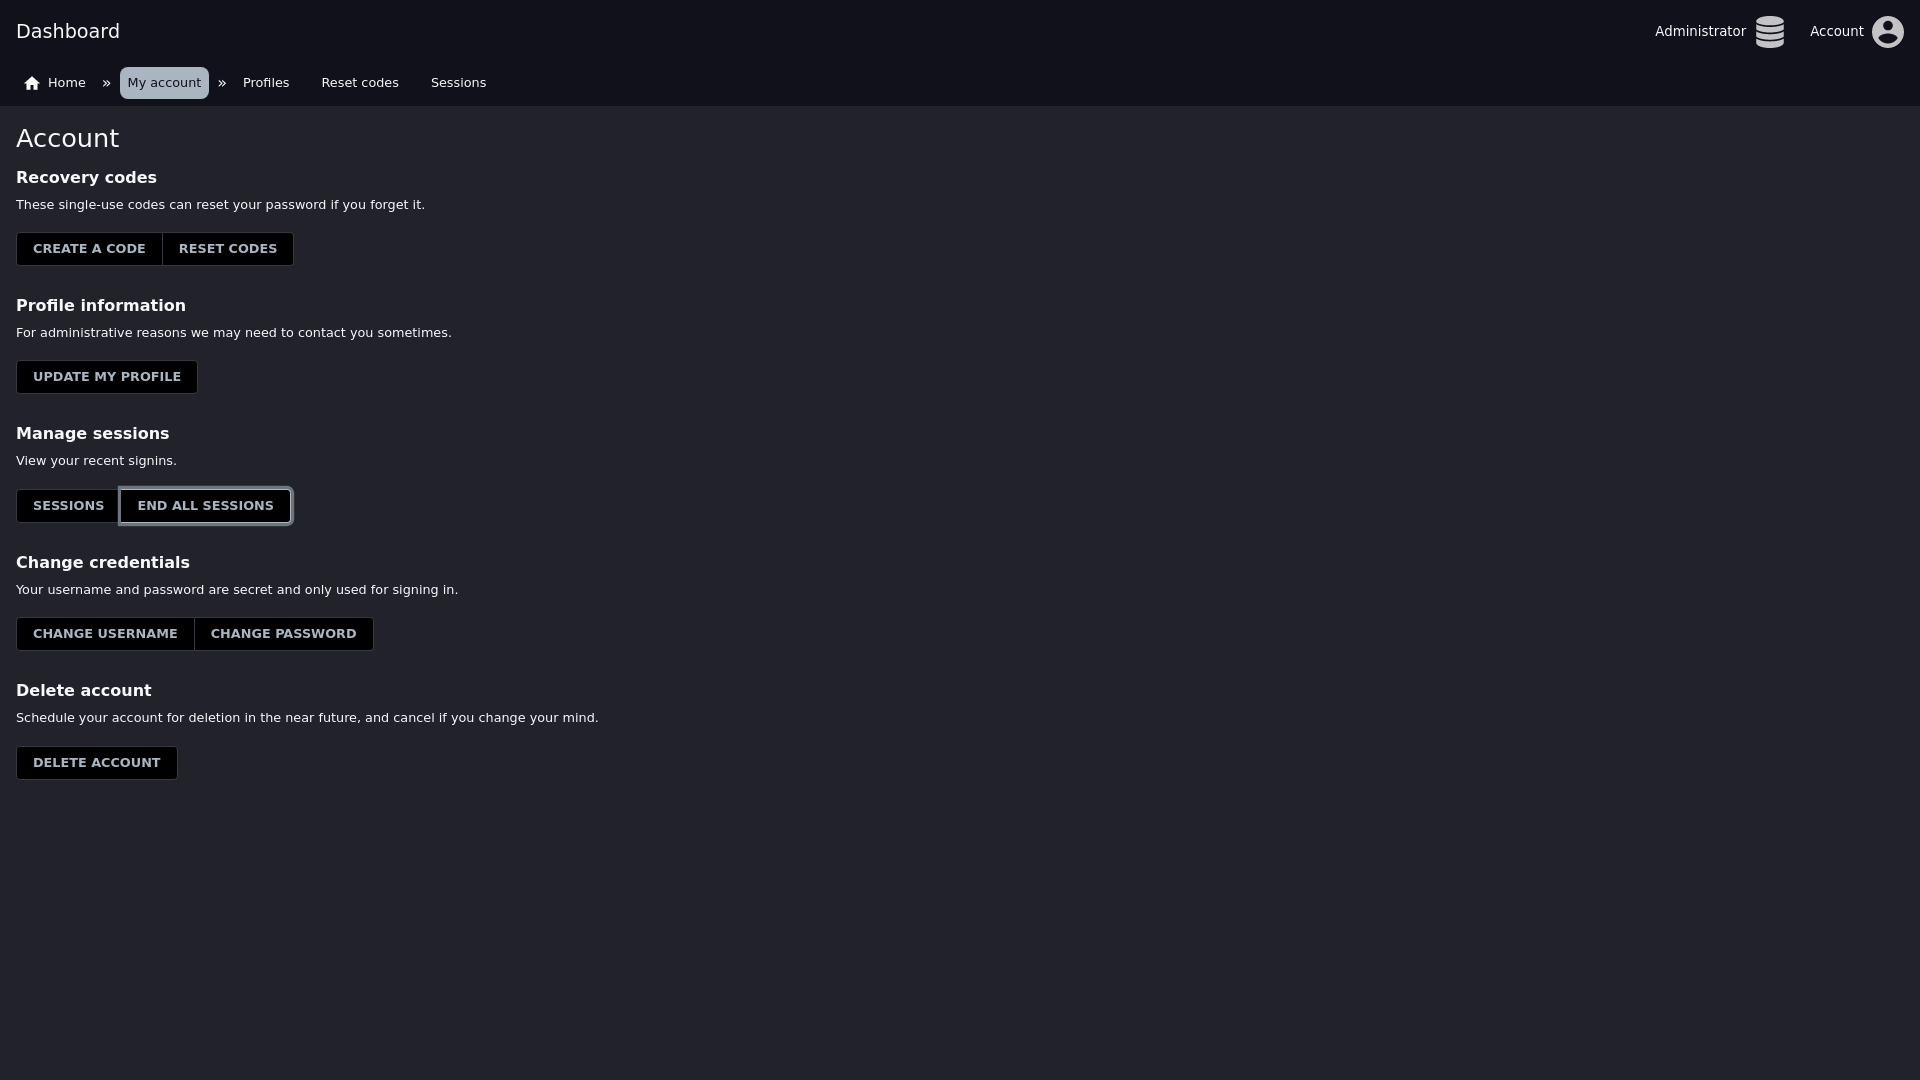 Dashboard
Administrator
Account
Home » My account » Profiles Reset codes Sessions
Account
Recovery codes
These single-use codes can reset your password if you forget it.
CREATE A CODE RESET CODES
Profile information
For administrative reasons we may need to contact you sometimes.
UPDATE MY PROFILE
Manage sessions
View your recent signins.
SESSIONS END ALL SESSIONS
Change credentials
Your username and password are secret and only used for signing in.
CHANGE USERNAME CHANGE PASSWORD
Delete account
Schedule your account for deletion in the near future, and cancel if you change your mind.
DELETE ACCOUNT